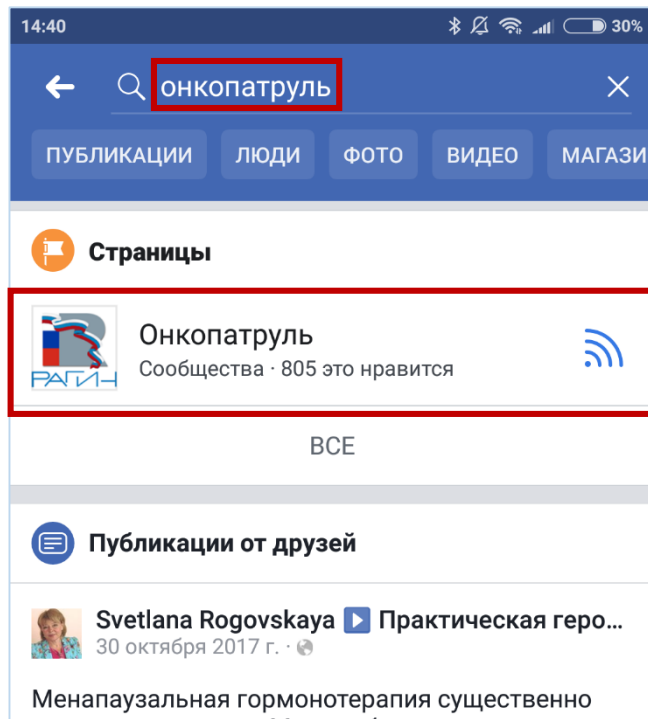 14:40 30%
онкопатруль
ПУБЛИКАЦИИ ЛЮДИ ФОТО ВИДЕО МАГАЗИ
Страницы
Онкопатруль
Сообщества · 805 это нравится
РАГИН
ВСЕ
Публикации от друзей
Svetlana Rogovskaya ▶ Практическая геро...
30 октября 2017 г. ·
Менапаузальная гормонотерапия существенно